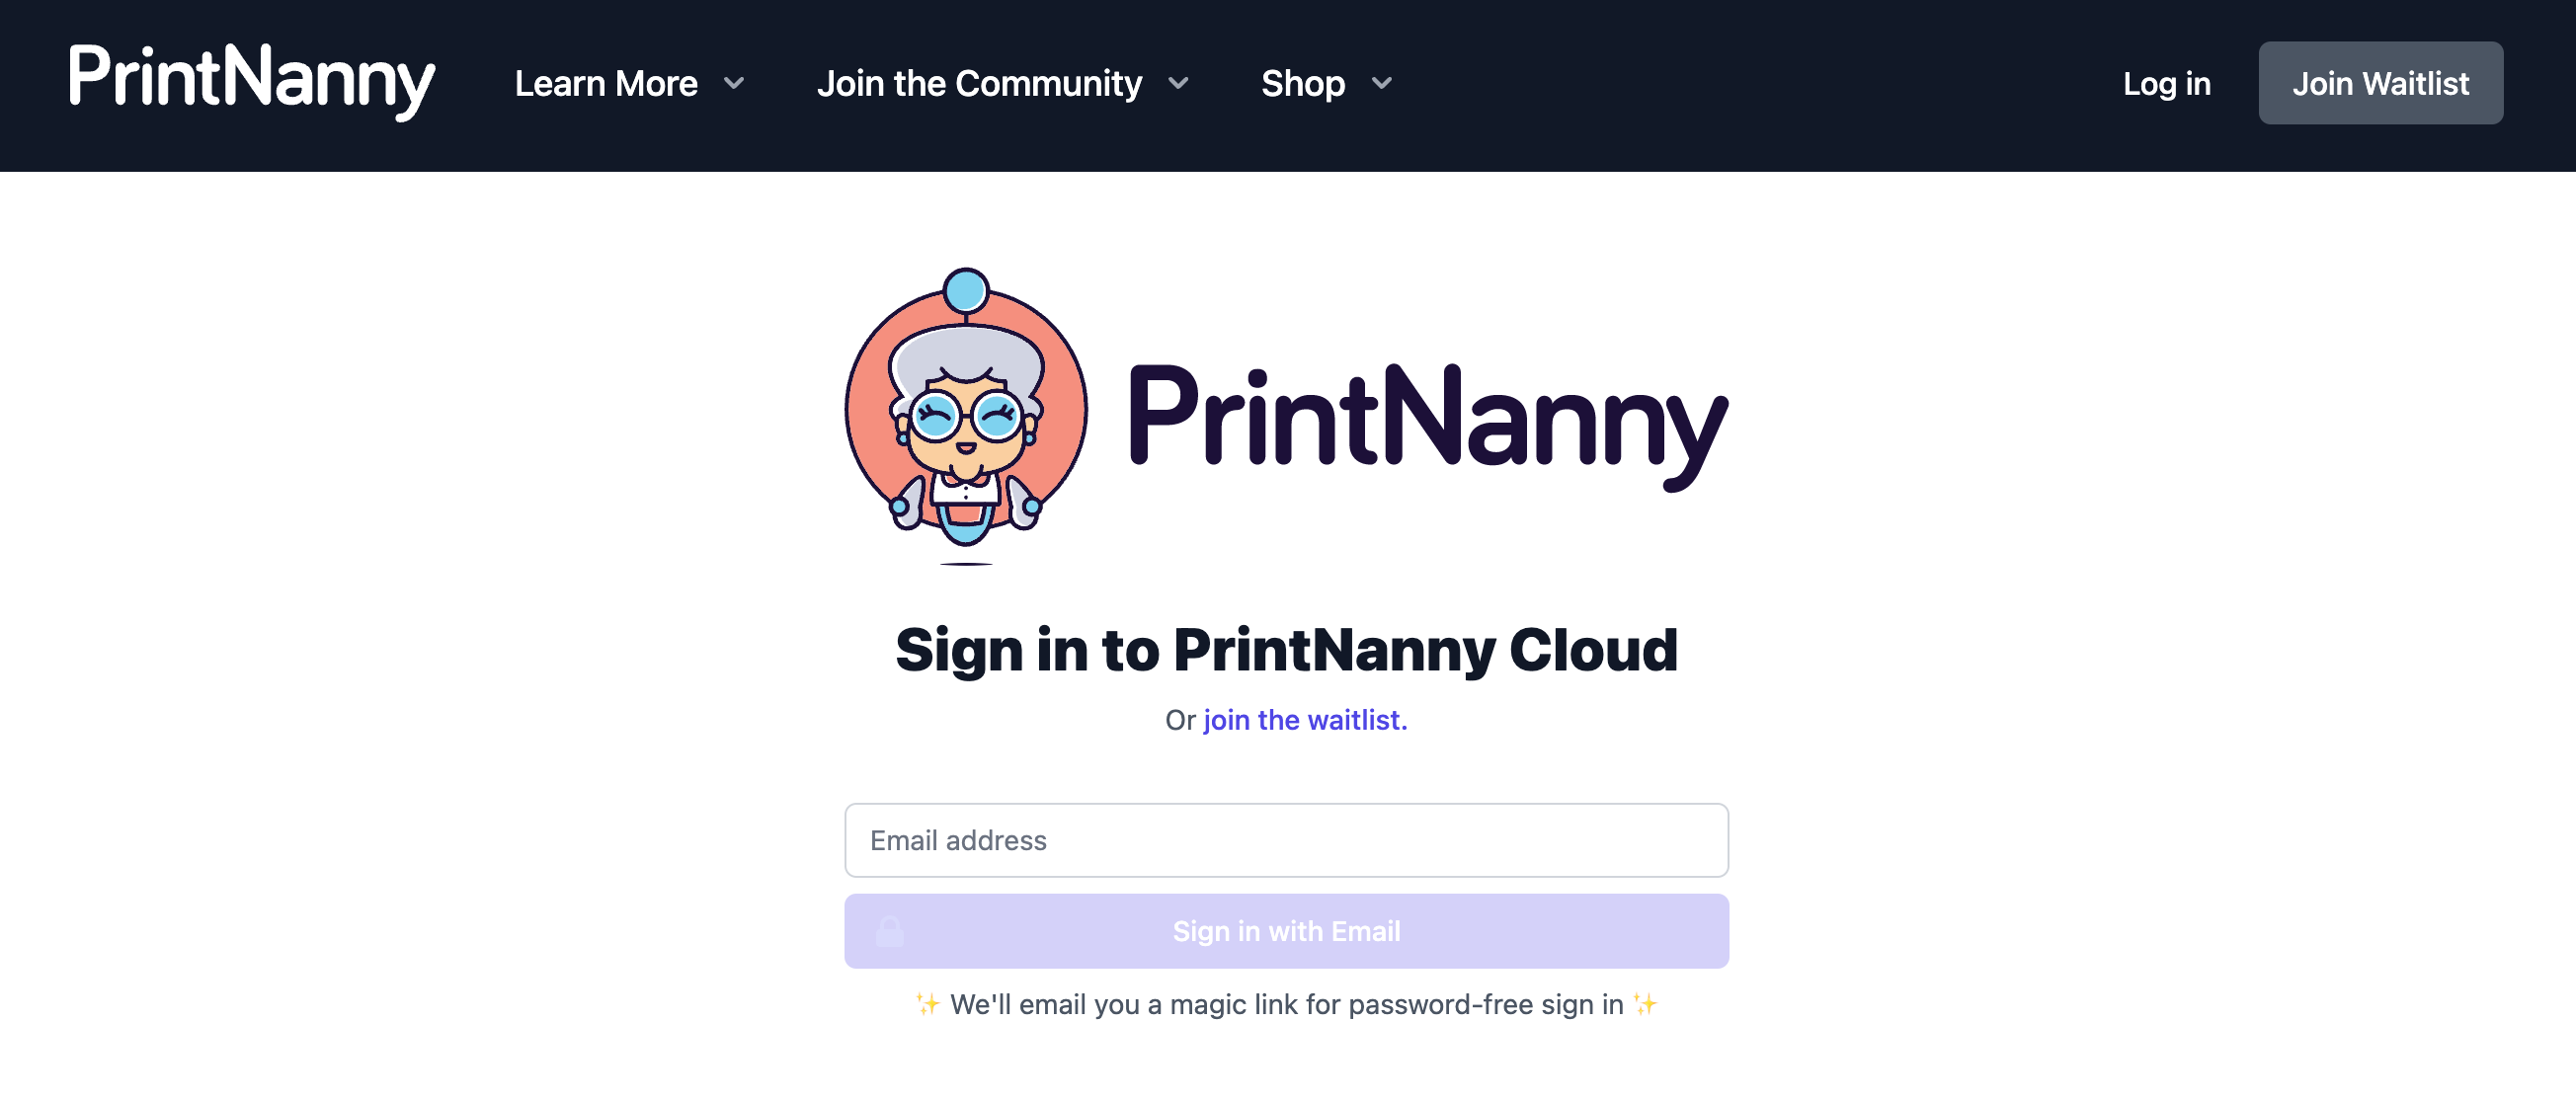 PrintNanny Learn More Join the Community Shop Log in Join Waitlist
PrintNanny
Sign in to PrintNanny Cloud
Or join the waitlist.
Email address
Sign in with Email
✨ We'll email you a magic link for password-free sign in ✨